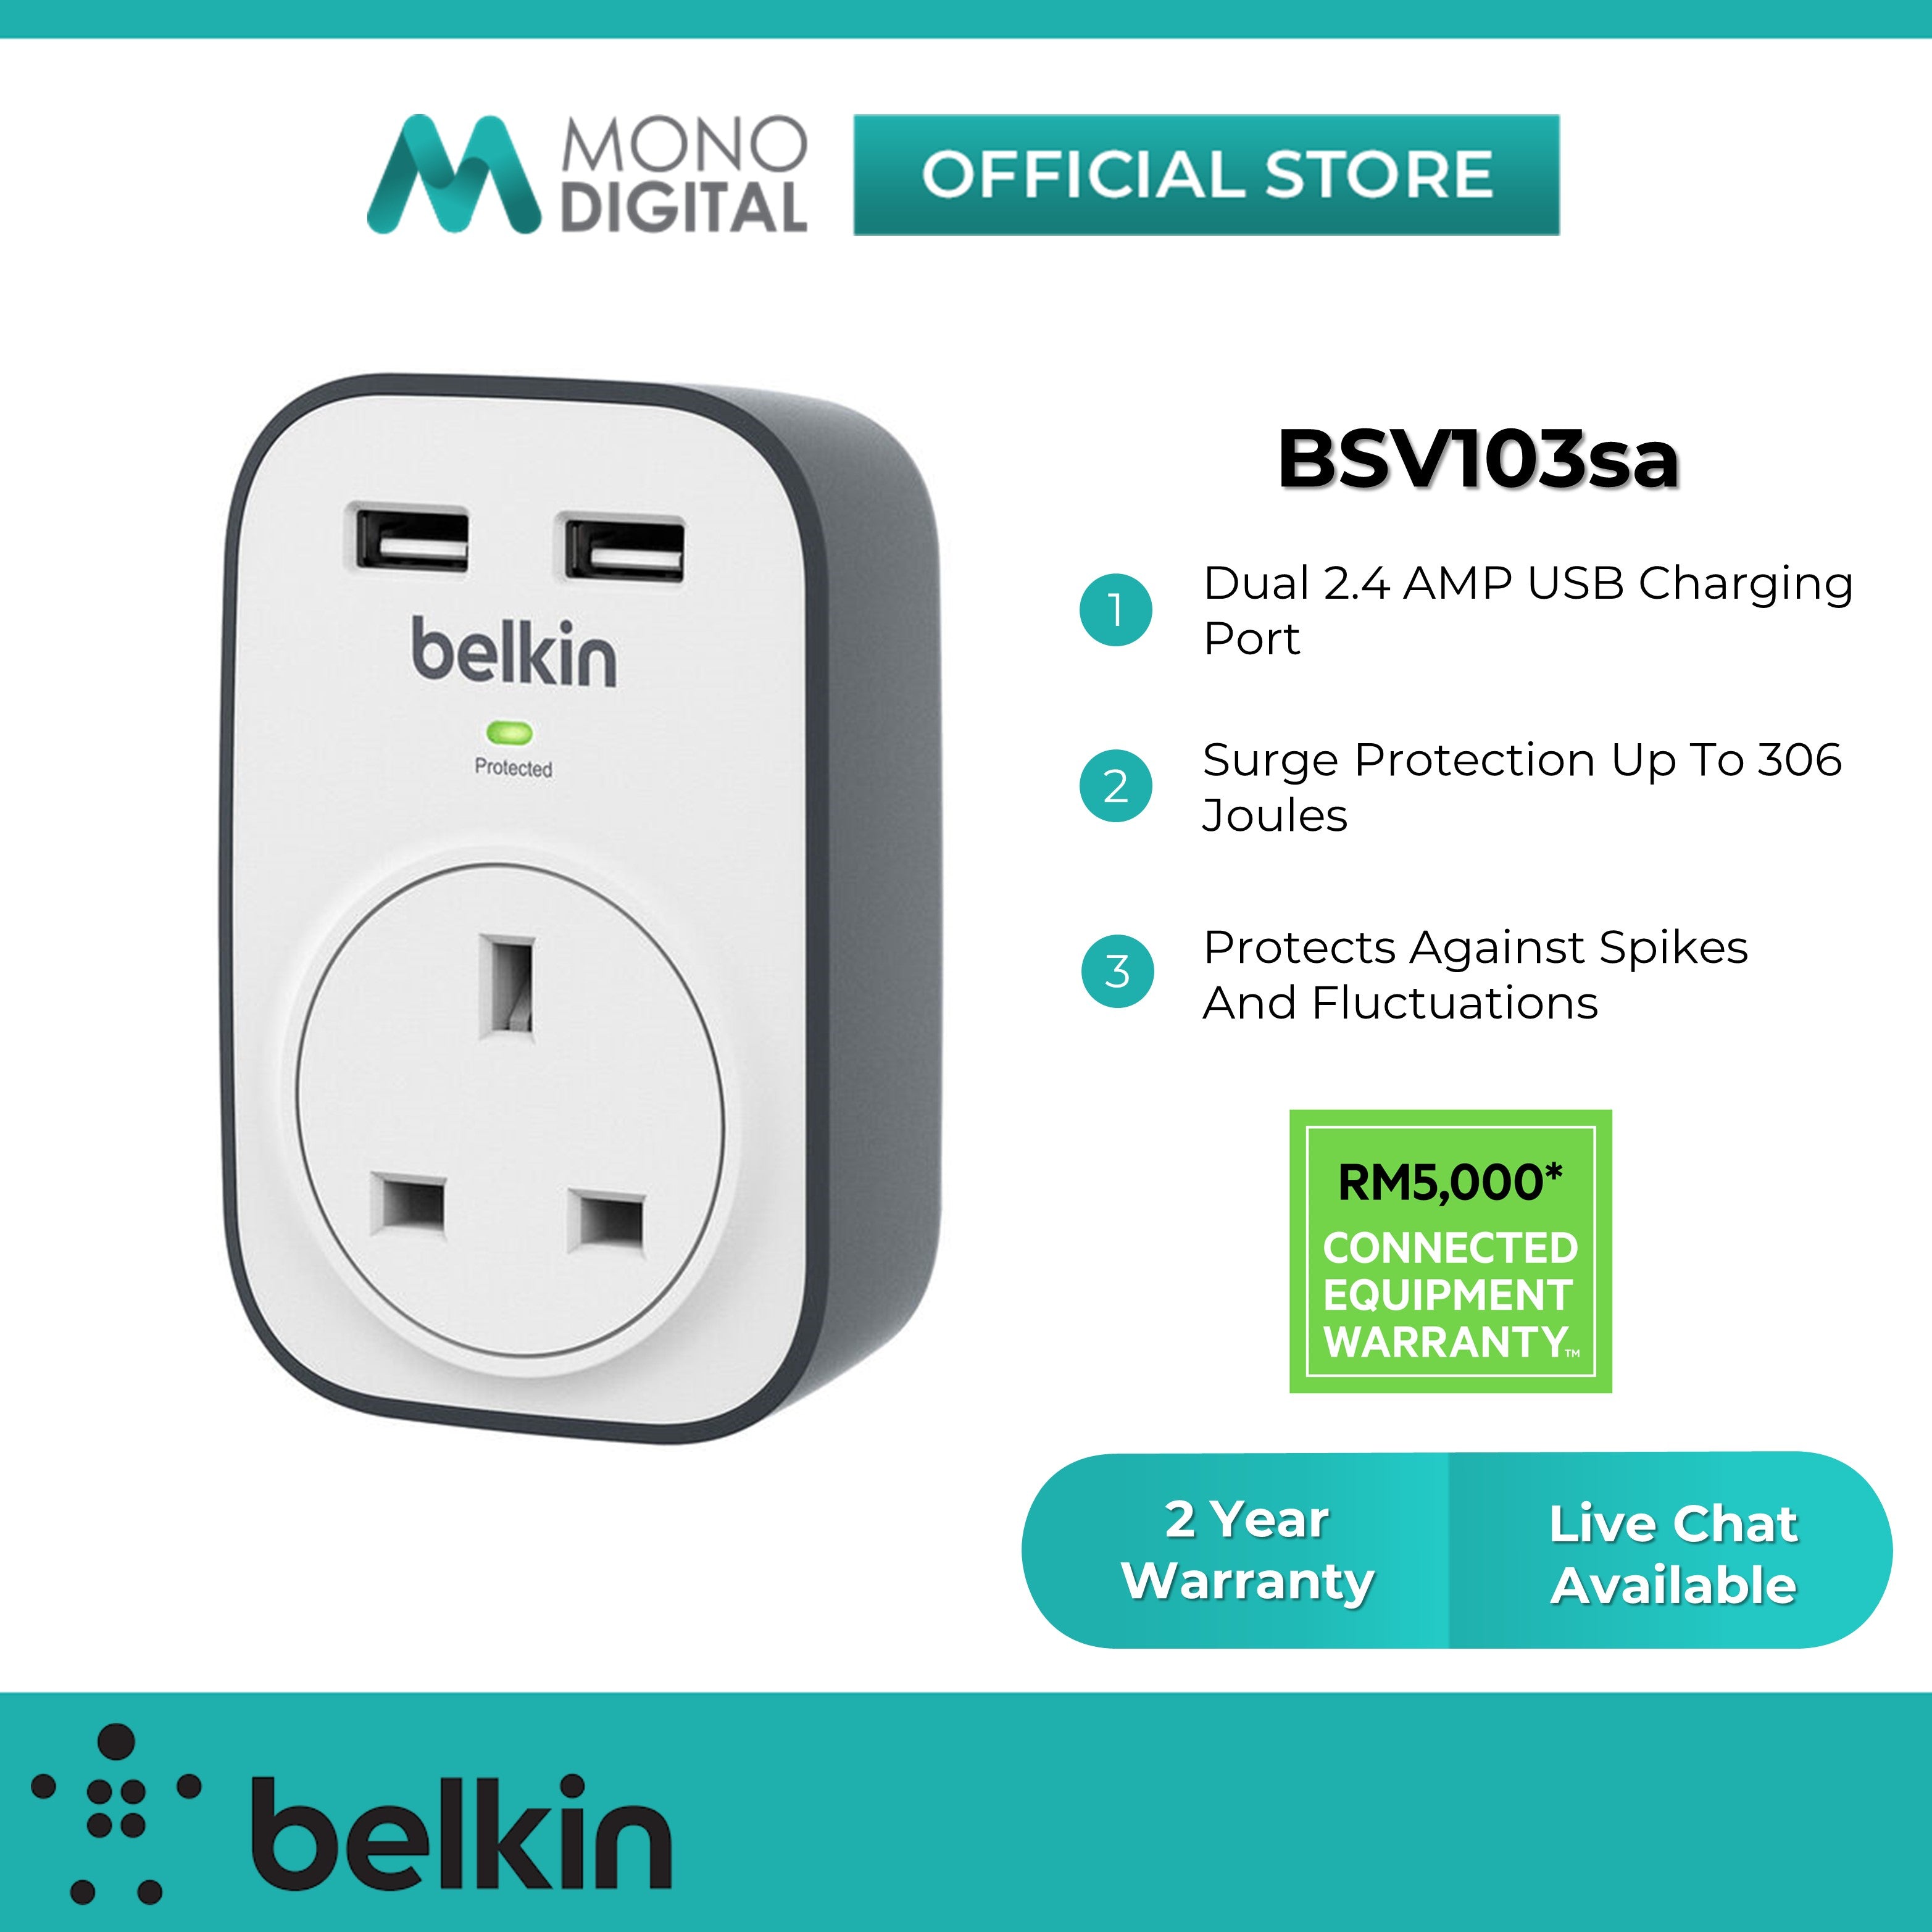 MONO
DIGITAL
OFFICIAL STORE
belkin
Protected
BSV103sa
1
Dual 2.4 AMP USB Charging
Port
2
Surge Protection Up To 306
Joules
3
Protects Against Spikes
And Fluctuations
RM5,000*
CONNECTED
EQUIPMENT
WARRANTY™
2 Year
Warranty
Live Chat
Available
belkin